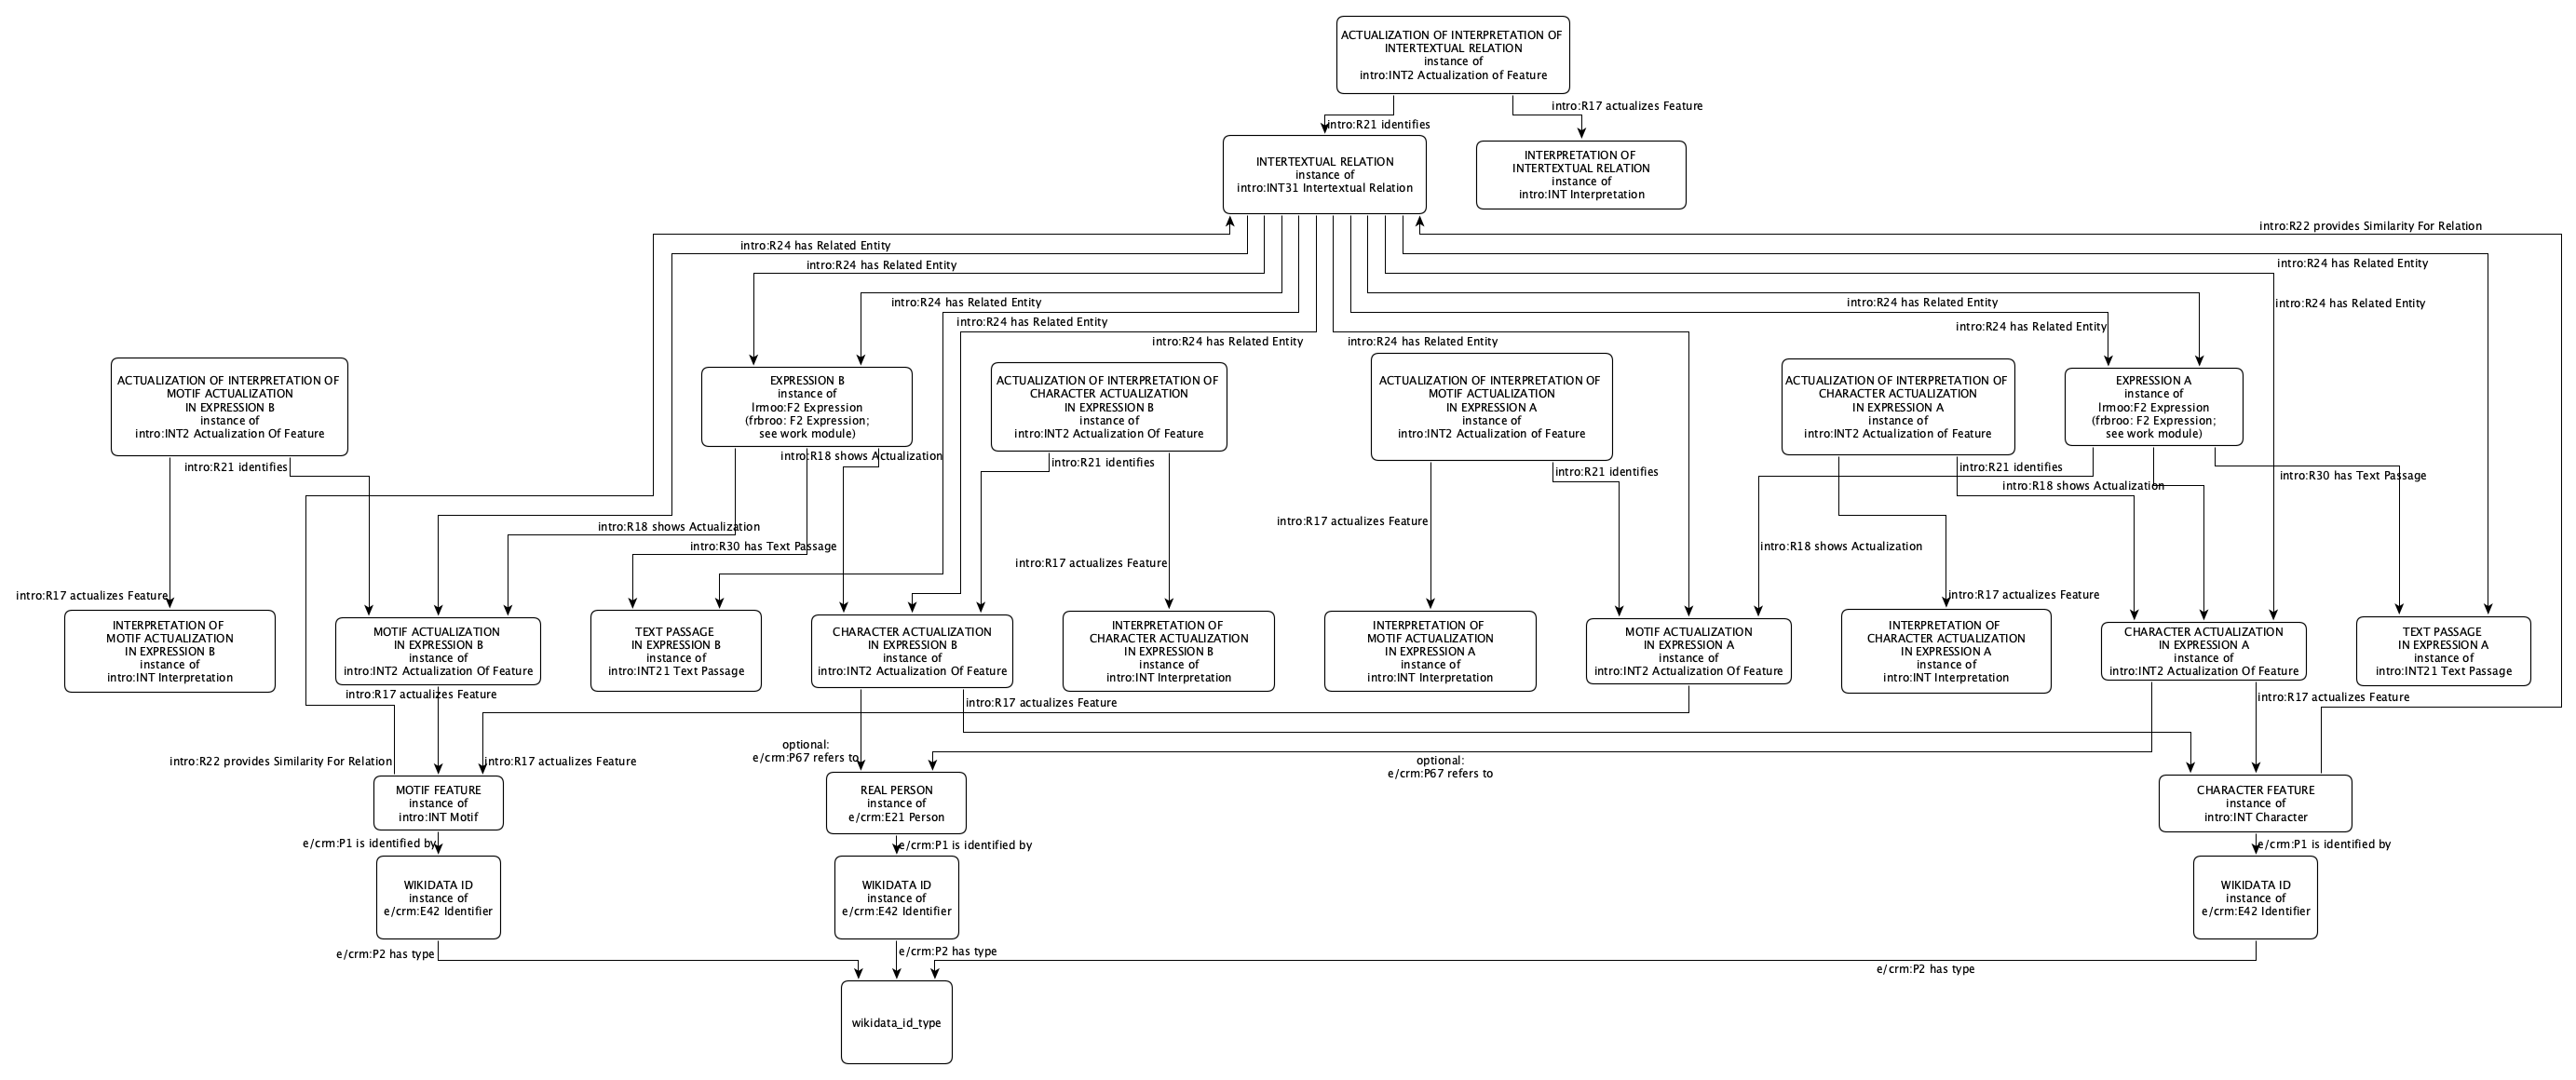 ACTUALIZATION OF INTERPRETATION OF
INTERTEXTUAL RELATION
instance of
intro:INT2 Actualization of Feature
intro:R17 actualizes Feature
intro:R21 identifies
INTERTEXTUAL RELATION
instance of
intro:INT31 Intertextual Relation
INTERPRETATION OF
INTERTEXTUAL RELATION
instance of
intro:INT Interpretation
intro:R22 provides Similarity For Relation
intro:R24 has Related Entity
intro:R24 has Related Entity
intro:R24 has Related Entity
intro:R24 has Related Entity
intro:R24 has Related Entity
intro:R24 has Related Entity
intro:R24 has Related Entity
intro:R24 has Related Entity
intro:R24 has Related Entity
intro:R24 has Related Entity
ACTUALIZATION OF INTERPRETATION OF
MOTIF ACTUALIZATION
IN EXPRESSION B
instance of
intro:INT2 Actualization Of Feature
EXPRESSION B
instance of
lrmoo:F2 Expression
(frbroo: F2 Expression;
see work module)
ACTUALIZATION OF INTERPRETATION OF
CHARACTER ACTUALIZATION
IN EXPRESSION B
instance of
intro:INT2 Actualization Of Feature
ACTUALIZATION OF INTERPRETATION OF
MOTIF ACTUALIZATION
IN EXPRESSION A
instance of
intro:INT2 Actualization of Feature
ACTUALIZATION OF INTERPRETATION OF
CHARACTER ACTUALIZATION
IN EXPRESSION A
instance of
intro:INT2 Actualization of Feature
EXPRESSION A
instance of
lrmoo:F2 Expression
(frbroo: F2 Expression;
see work module)
intro:R21 identifies
intro:R18 shows Actualization
intro:R21 identifies
intro:R21 identifies
intro:R21 identifies
intro:R30 has Text Passage
intro:R18 shows Actualization
intro:R18 shows Actualization
intro:R30 has Text Passage
intro:R17 actualizes Feature
intro:R17 actualizes Feature
intro:R18 shows Actualization
intro:R17 actualizes Feature
intro:R17 actualizes Feature
INTERPRETATION OF
MOTIF ACTUALIZATION
IN EXPRESSION B
instance of
intro:INT Interpretation
MOTIF ACTUALIZATION
IN EXPRESSION B
instance of
intro:INT2 Actualization Of Feature
TEXT PASSAGE
IN EXPRESSION B
instance of
intro:INT21 Text Passage
CHARACTER ACTUALIZATION
IN EXPRESSION B
instance of
intro:INT2 Actualization Of Feature
INTERPRETATION OF
CHARACTER ACTUALIZATION
IN EXPRESSION B
instance of
intro:INT Interpretation
INTERPRETATION OF
MOTIF ACTUALIZATION
IN EXPRESSION A
instance of
intro:INT Interpretation
MOTIF ACTUALIZATION
IN EXPRESSION A
instance of
intro:INT2 Actualization Of Feature
INTERPRETATION OF
CHARACTER ACTUALIZATION
IN EXPRESSION A
instance of
intro:INT Interpretation
CHARACTER ACTUALIZATION
IN EXPRESSION A
instance of
intro:INT2 Actualization Of Feature
TEXT PASSAGE
IN EXPRESSION A
instance of
intro:INT21 Text Passage
intro:R17 actualizes Feature
intro:R17 actualizes Feature
intro:R17 actualizes Feature
intro:R22 provides Similarity For Relation
intro:R17 actualizes Feature
optional:
e/crm:P67 refers to
optional:
e/crm:P67 refers to
MOTIF FEATURE
instance of
intro:INT Motif
REAL PERSON
instance of
e/crm:E21 Person
CHARACTER FEATURE
instance of
intro:INT Character
e/crm:P1 is identified by
e/crm:P1 is identified by
e/crm:P1 is identified by
WIKIDATA ID
instance of
e/crm:E42 Identifier
WIKIDATA ID
instance of
e/crm:E42 Identifier
WIKIDATA ID
instance of
e/crm:E42 Identifier
e/crm:P2 has type
e/crm:P2 has type
e/crm:P2 has type
wikidata_id_type